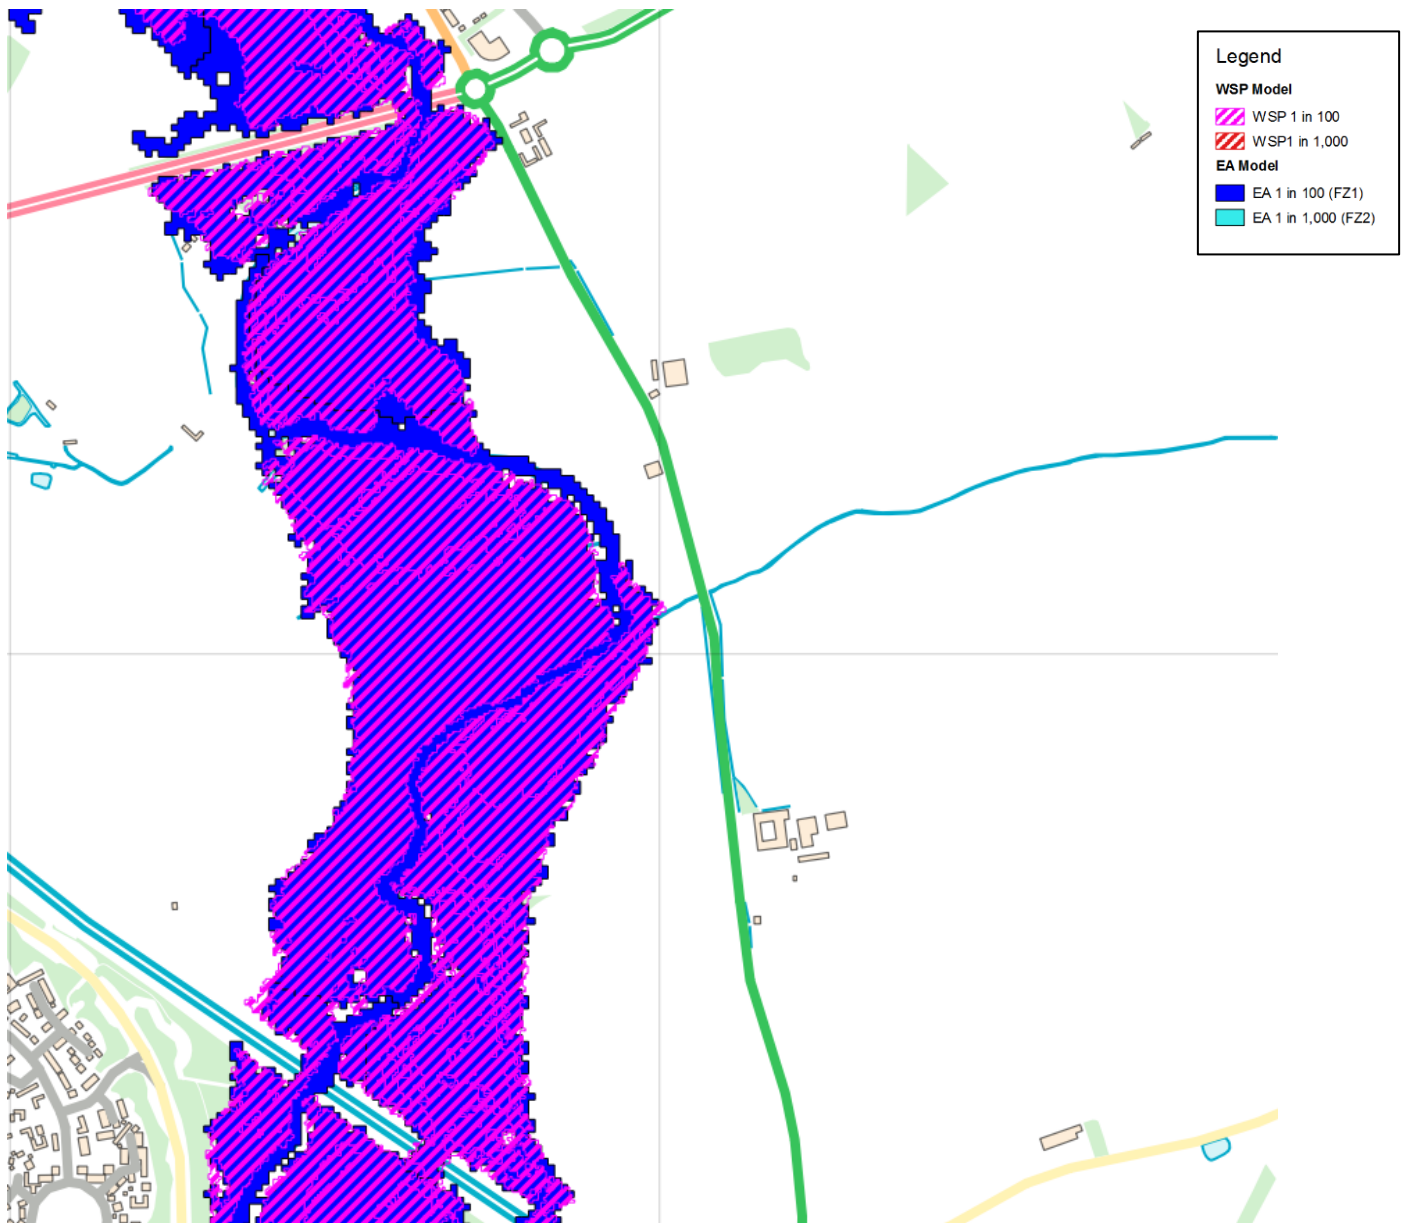 Legend
WSP Model
WSP 1 in 100
WSP1 in 1,000
EA Model
EA 1 in 100 (FZ1)
EA 1 in 1,000 (FZ2)